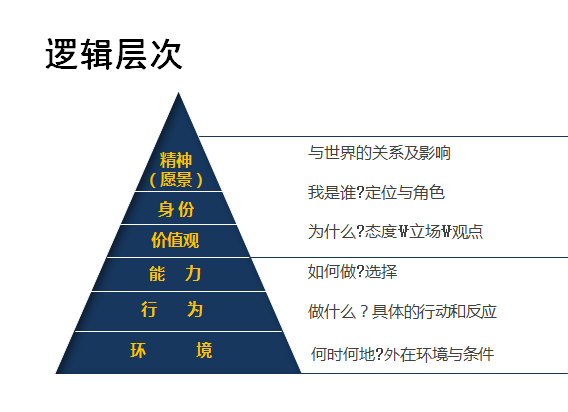 逻辑层次
精神
（愿景）
与世界的关系及影响
身份
我是谁?定位与角色
价值观
为什么?态度\立场\观点
能 力
如何做?选择
行 为
做什么？具体的行动和反应
环 境
何时何地?外在环境与条件